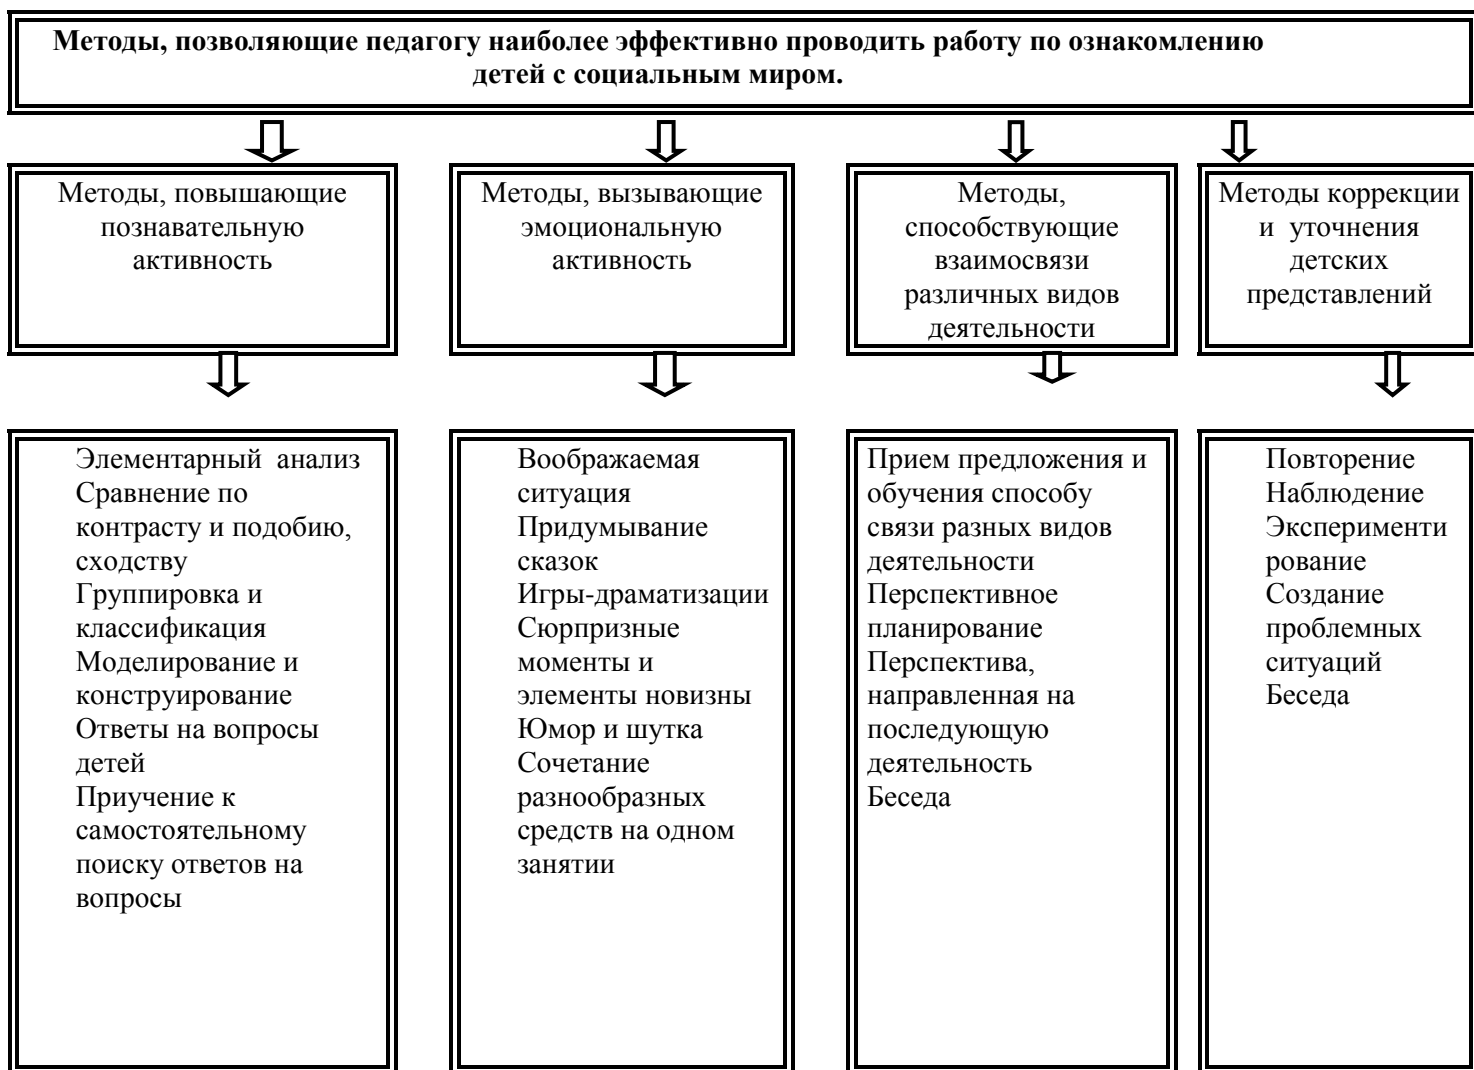 Методы, позволяющие педагогу наиболее эффективно проводить работу по ознакомлению
детей с социальным миром.
Методы, повышающие
познавательную
активность
Методы, вызывающие
эмоциональную
активность
Методы,
способствующие
взаимосвязи
различных видов
деятельности
Методы коррекции
и уточнения
детских
представлений
Элементарный анализ
Сравнение по
контрасту и подобию,
сходству
Группировка и
классификация
Моделирование и
конструирование
Ответы на вопросы
детей
Приучение к
самостоятельному
поиску ответов на
вопросы
Воображаемая
ситуация
Придумывание
сказок
Игры-драматизации
Сюрпризные
моменты и
элементы новизны
Юмор и шутка
Сочетание
разнообразных
средств на одном
занятии
Прием предложения и
обучения способу
связи разных видов
деятельности
Перспективное
планирование
Перспектива,
направленная на
последующую
деятельность
Беседа
Повторение
Наблюдение
Эксперименти
рование
Создание
проблемных
ситуаций
Беседа